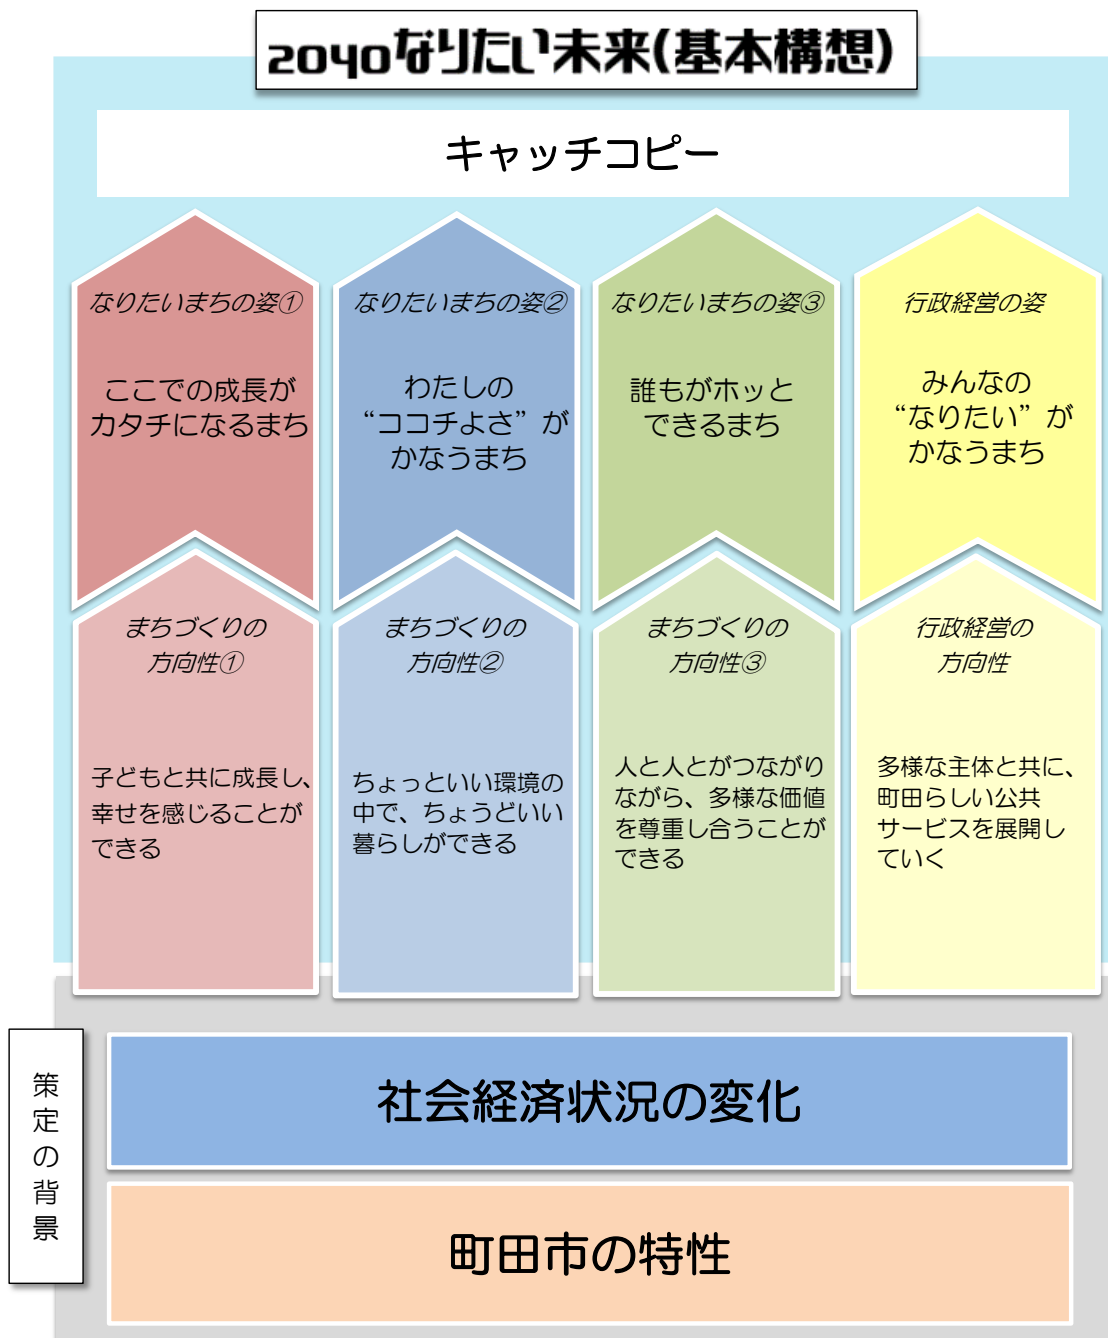 2040なりたい未来(基本構想)
キャッチコピー
なりたいまちの姿①
ここでの成長が
カタチになるまち
なりたいまちの姿②
わたしの
“ココチよさ”が
かなうまち
なりたいまちの姿③
誰もがホッと
できるまち
行政経営の姿
みんなの
“なりたい”が
かなうまち
まちづくりの
方向性①
子どもと共に成長し、
幸せを感じることが
できる
まちづくりの
方向性②
ちょっといい環境の
中で、ちょうどいい
暮らしができる
まちづくりの
方向性③
人と人とがつながり
ながら、多様な価値
を尊重し合うことが
できる
行政経営の
方向性
多様な主体と共に、
町田らしい公共
サービスを展開し
ていく
策定の背景
社会経済状況の変化
町田市の特性